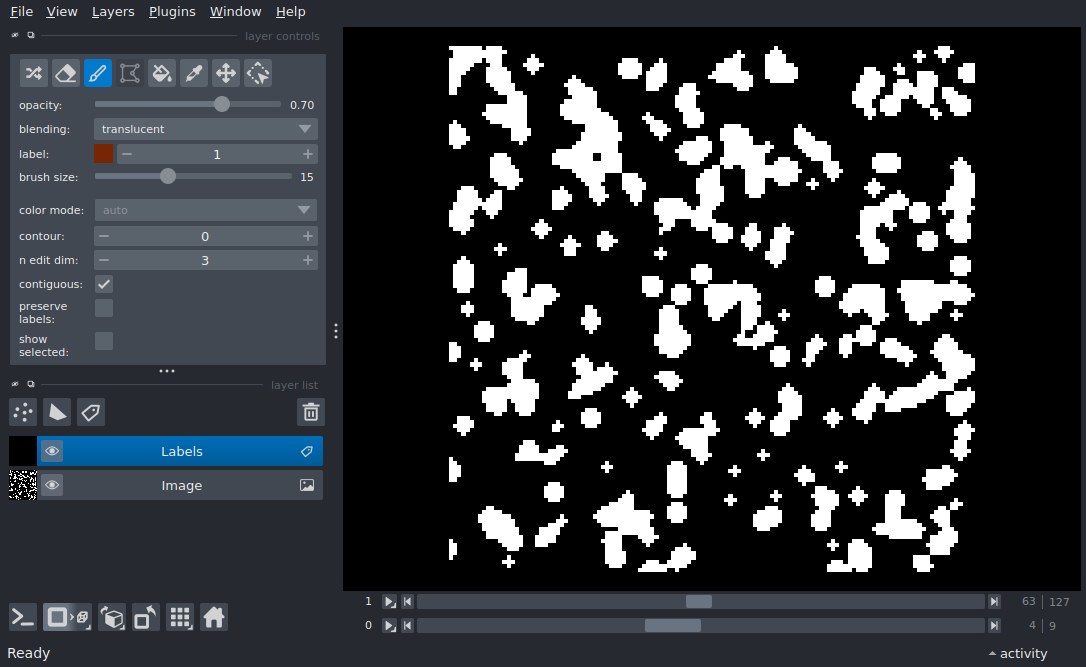 File View Layers Plugins Window Help
layer controls
opacity: 0.70
blending: translucent
label: 1
brush size: 15
color mode: auto
contour: 0
n edit dim: 3
contiguous:
preserve
labels:
show
selected:
layer list
Labels
Image
1 63 | 127
0 4 | 9
Ready activity